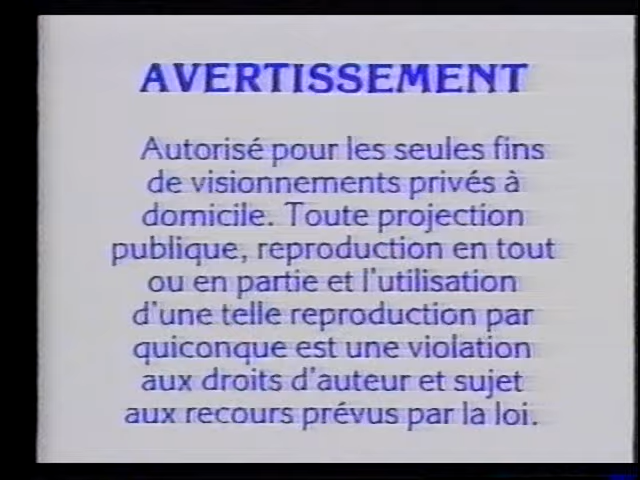 AVERTISSEMENT
Autorisé pour les seules fins
de visionnements privés à
domicile. Toute projection
publique, reproduction en tout
ou en partie et l'utilisation
d'une telle reproduction par
quiconque est une violation
aux droits d'auteur et sujet
aux recours prévus par la loi.